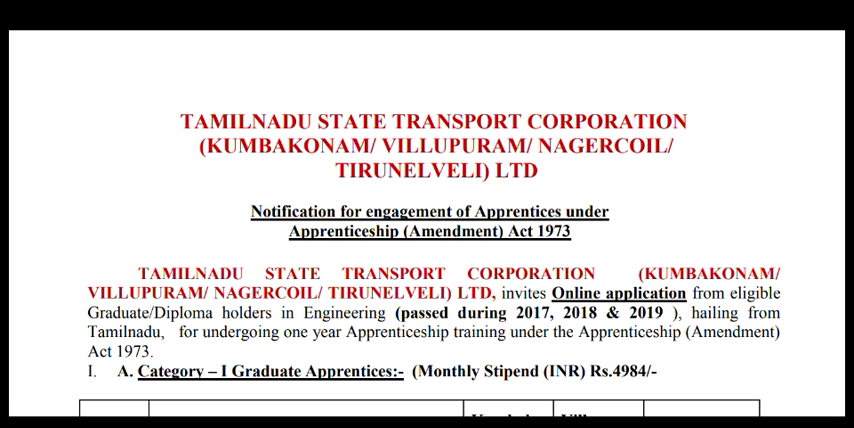 TAMILNADU STATE TRANSPORT CORPORATION
(KUMBAKONAM/ VILLUPURAM/ NAGERCOIL/
TIRUNELVELI) LTD
Notification for engagement of Apprentices under
Apprenticeship (Amendment) Act 1973
TAMILNADU STATE TRANSPORT CORPORATION (KUMBAKONAM/
VILLUPURAM/ NAGERCOIL/ TIRUNELVELI) LTD, invites Online application from eligible
Graduate/Diploma holders in Engineering (passed during 2017, 2018 & 2019 ), hailing from
Tamilnadu, for undergoing one year Apprenticeship training under the Apprenticeship (Amendment)
Act 1973.
I. A. Category – I Graduate Apprentices:- (Monthly Stipend (INR) Rs.4984/-